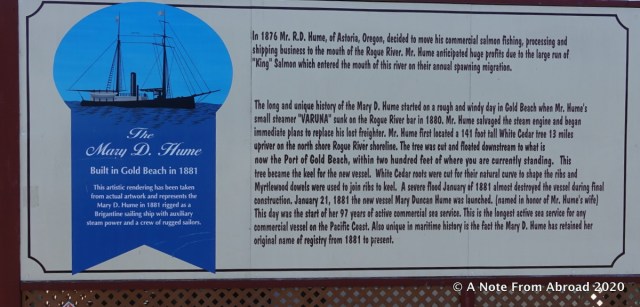 The
Mary D. Hume
Built in Gold Beach in 1881
This artistic rendering has been taken
from actual artwork and represents the
Mary D. Hume in 1881 rigged as a
Brigantine sailing ship with auxiliary
steam power and a crew of rugged sailors.
In 1876 Mr. R.D. Hume, of Astoria, Oregon, decided to move his commercial salmon fishing, processing and
shipping business to the mouth of the Rogue River. Mr. Hume anticipated huge profits due to the large run of
"King" Salmon which entered the mouth of this river on their annual spawning migration.
The long and unique history of the Mary D. Hume started on a rough and windy day in Gold Beach when Mr. Hume's
small steamer "VARUNA" sunk on the Rogue River bar in 1880. Mr. Hume salvaged the steam engine and began
immediate plans to replace his lost freighter. Mr. Hume first located a 141 foot tall White Cedar tree 13 miles
upriver on the north shore Rogue River shoreline. The tree was cut and floated downstream to what is
now the Port of Gold Beach, within two hundred feet of where you are currently standing. This
tree became the keel for the new vessel. White Cedar roots were cut for their natural curve to shape the ribs and
Myrtlewood dowels were used to join ribs to keel. A severe flood January of 1881 almost destroyed the vessel during final
construction. January 21, 1881 the new vessel Mary Duncan Hume was launched. (named in honor of Mr. Hume's wife)
This day was the start of her 97 years of active commercial sea service. This is the longest active sea service for any
commercial vessel on the Pacific Coast. Also unique in maritime history is the fact the Mary D. Hume has retained her
original name of registry from 1881 to present.
© A Note From Abroad 2020